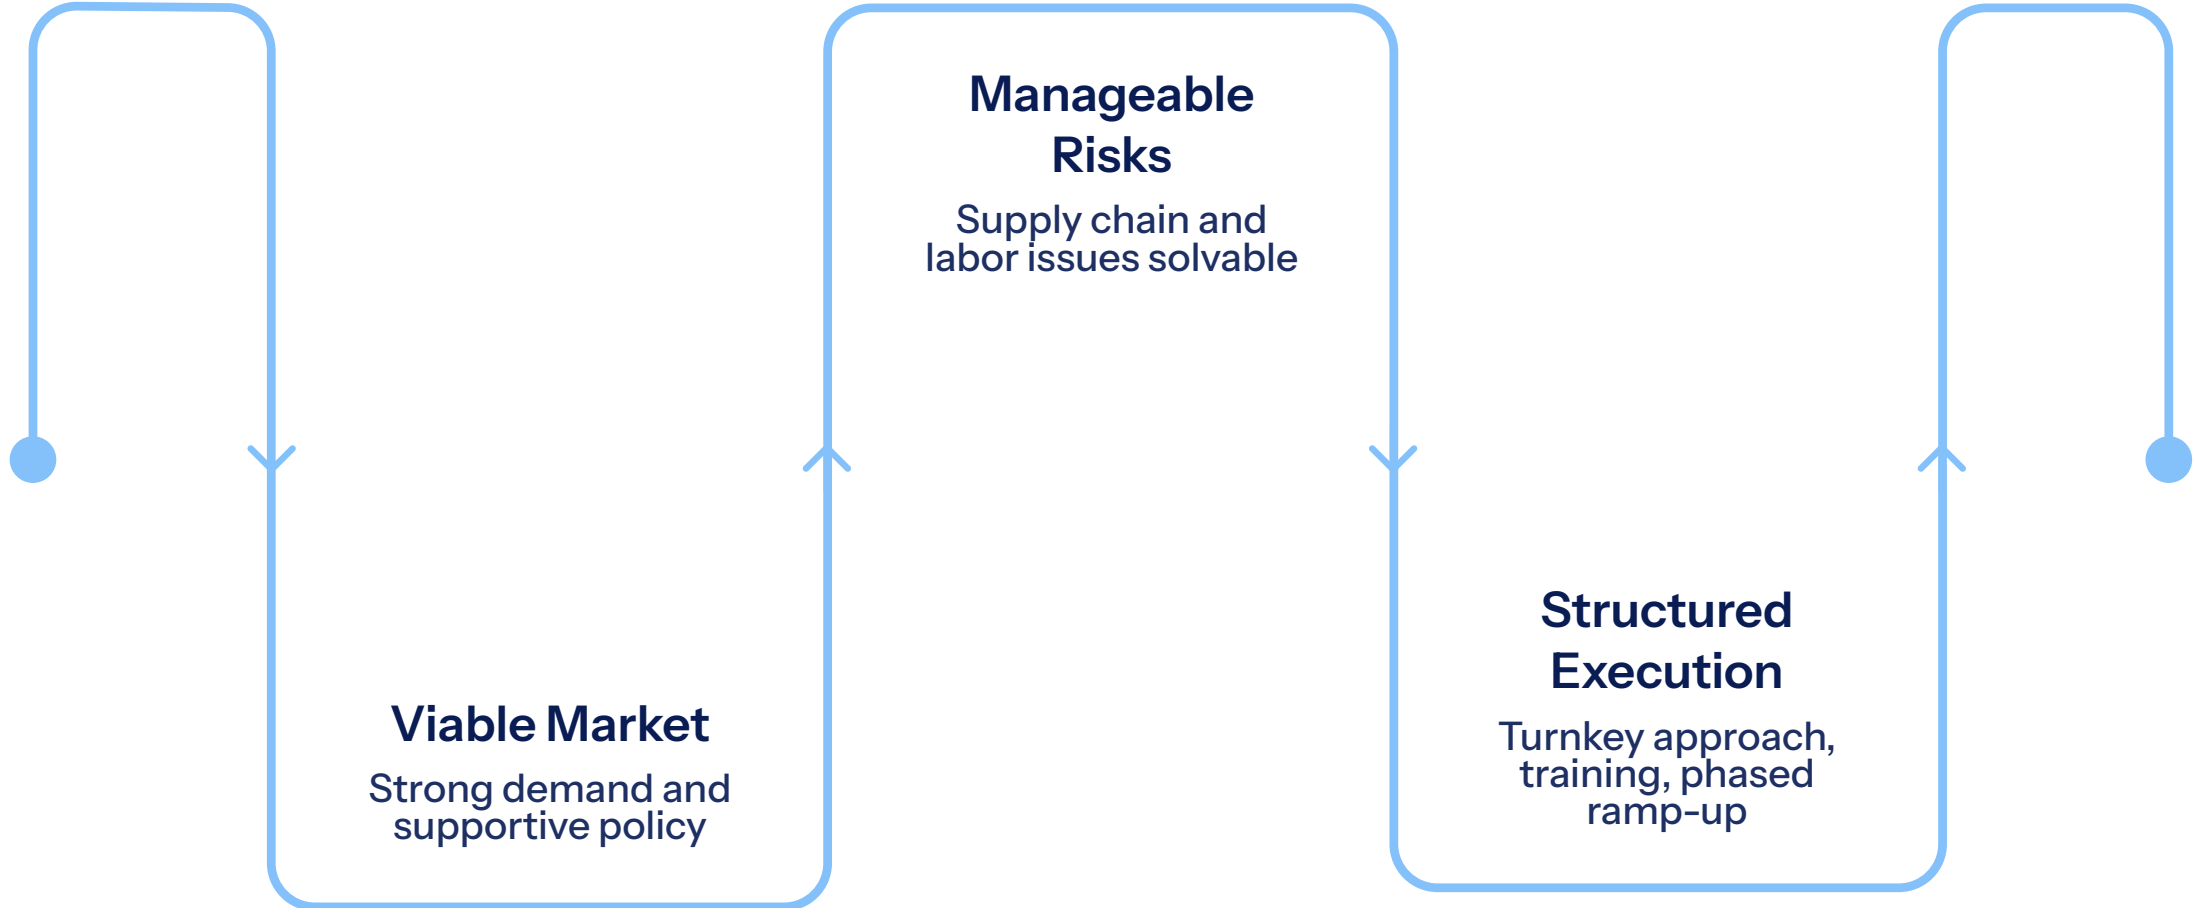 Viable Market
Strong demand and
supportive policy
Manageable
Risks
Supply chain and
labor issues solvable
Structured
Execution
Turnkey approach,
training, phased
ramp-up